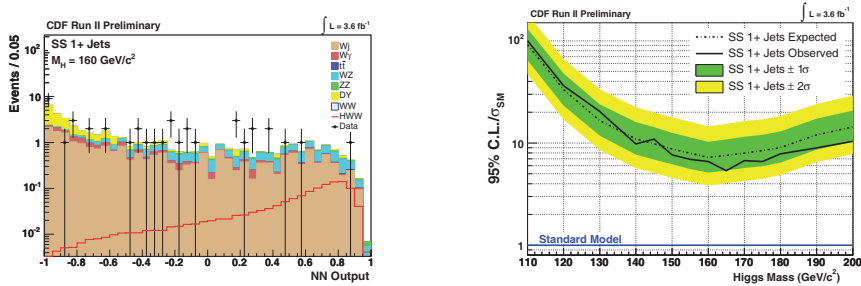 CDF Run II Preliminary
∫ L = 3.6 fb⁻¹
SS 1+ Jets
M_H = 160 GeV/c²
Wj
Wγ
tt̄
WZ
ZZ
DY
WW
HWW
Data
Events / 0.05
10²
10
1
10⁻¹
10⁻²
-1 -0.8 -0.6 -0.4 -0.2 0 0.2 0.4 0.6 0.8 1
NN Output
CDF Run II Preliminary
∫ L = 3.6 fb⁻¹
SS 1+ Jets Expected
SS 1+ Jets Observed
SS 1+ Jets ± 1σ
SS 1+ Jets ± 2σ
95% C.L./σ_SM
10²
10
1
Standard Model
110 120 130 140 150 160 170 180 190 200
Higgs Mass (GeV/c²)